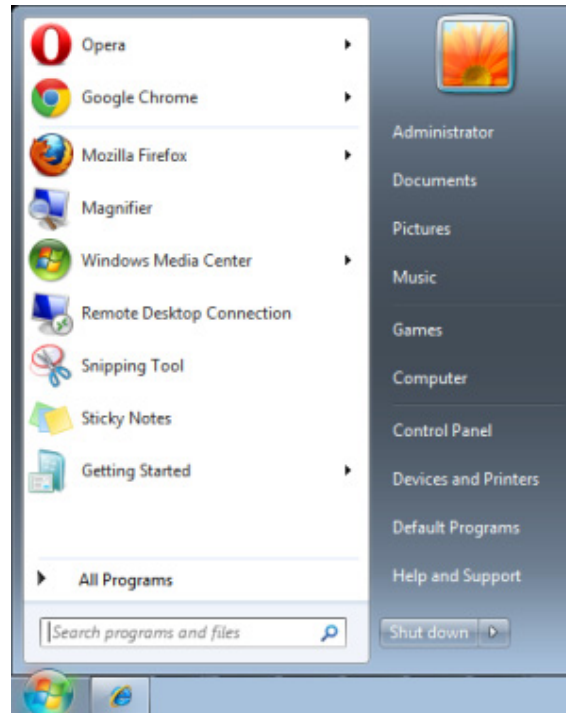 Opera
Google Chrome
Mozilla Firefox
Magnifier
Windows Media Center
Remote Desktop Connection
Snipping Tool
Sticky Notes
Getting Started
All Programs
Search programs and files
Administrator
Documents
Pictures
Music
Games
Computer
Control Panel
Devices and Printers
Default Programs
Help and Support
Shut down